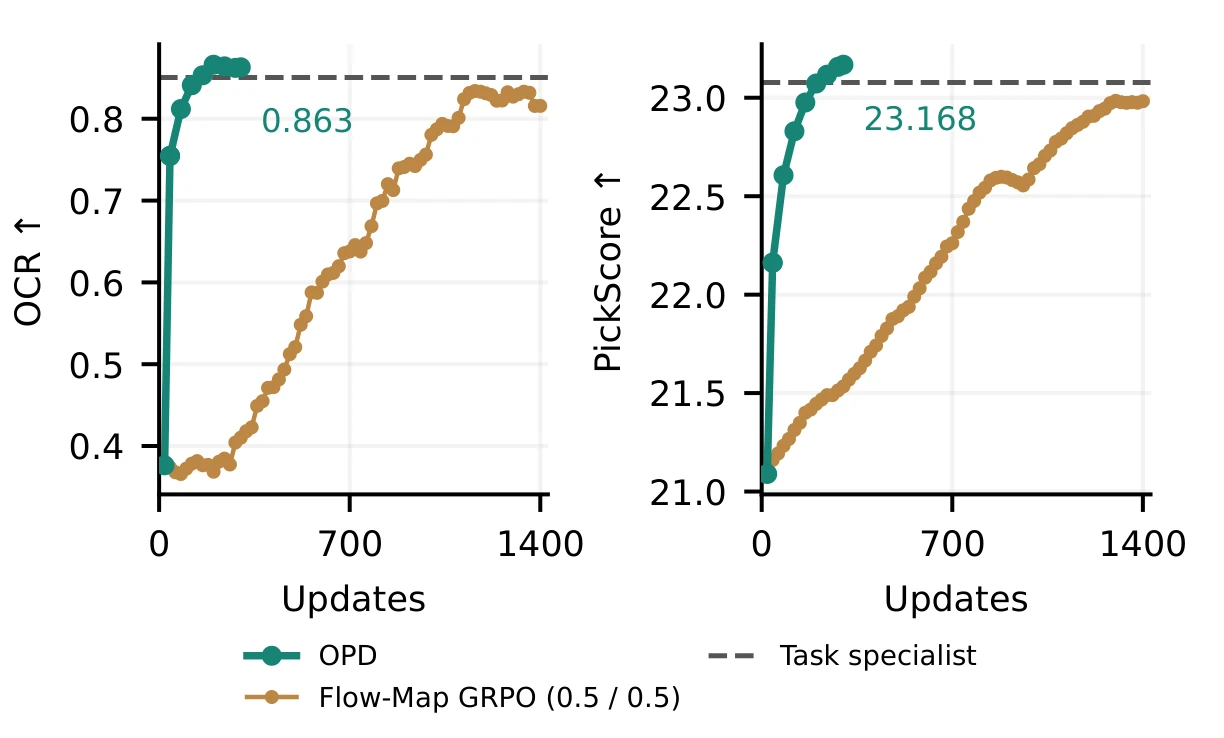 OCR ↑
0.8
0.7
0.6
0.5
0.4
0.863
0 700 1400
Updates
PickScore ↑
23.0
22.5
22.0
21.5
21.0
23.168
0 700 1400
Updates
OPD
Flow-Map GRPO (0.5 / 0.5)
Task specialist